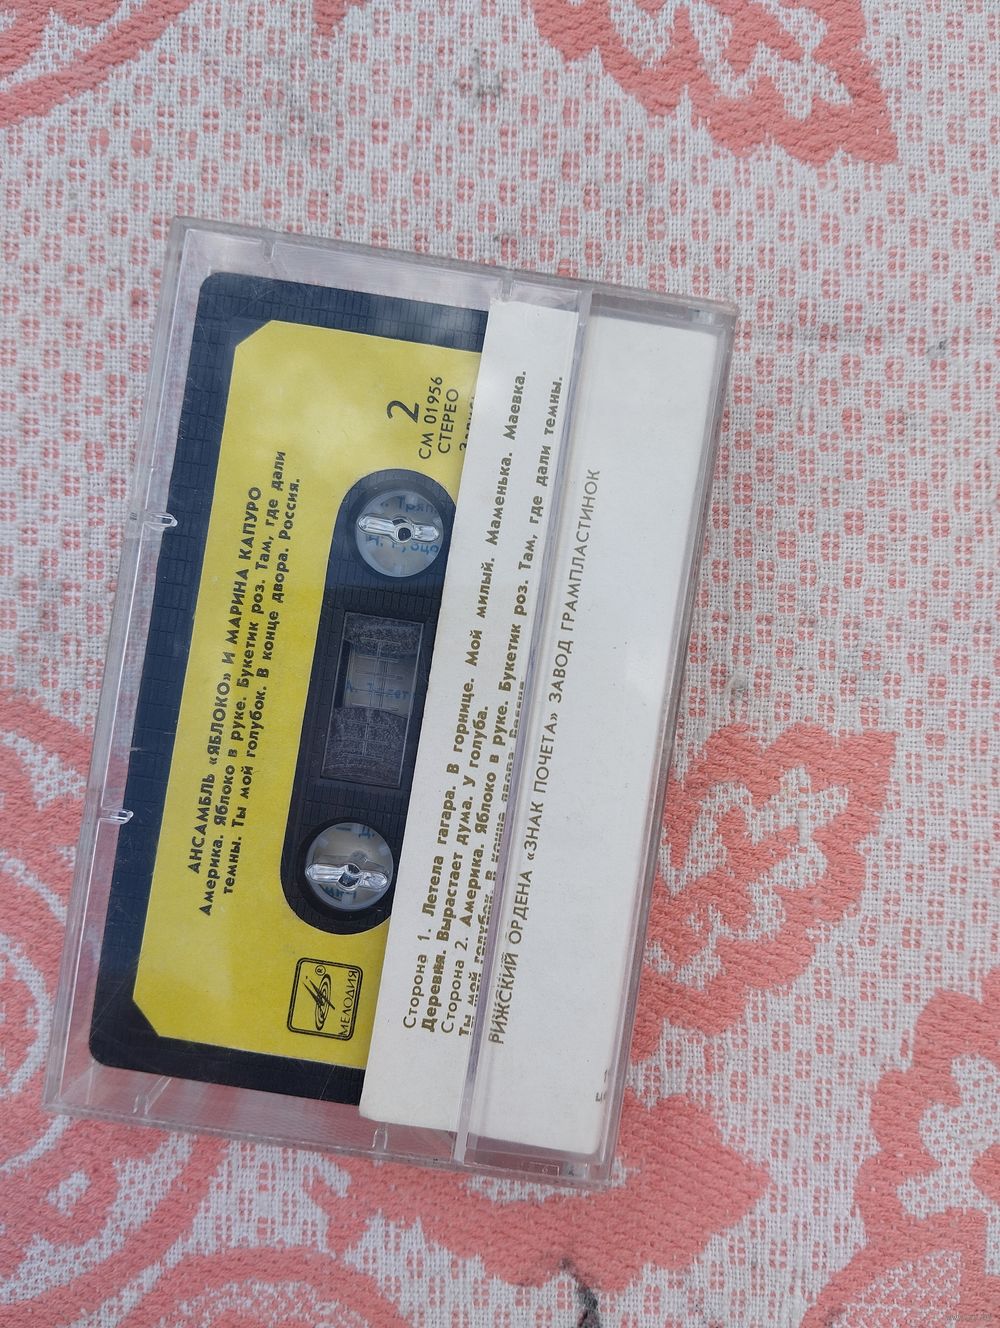 АНСАМБЛЬ «ЯБЛОКО» И МАРИНА КАПУРО
Америка. Яблоко в руке. Букетик роз. Там, где дали
темны. Ты мой голубок. В конце двора. Россия.
2
СМ 01956
СТЕРЕО
МЕЛОДИЯ
®
Сторона 1. Летела гагара. В горнице. Мой милый. Маменька. Маевка.
Деревня. Вырастает дума. У голуба.
Сторона 2. Америка. Яблоко в руке. Букетик роз. Там, где дали темны.
Ты мой голубок. В конце двора. Россия.
РИЖСКИЙ ОРДЕНА «ЗНАК ПОЧЕТА» ЗАВОД ГРАМПЛАСТИНОК